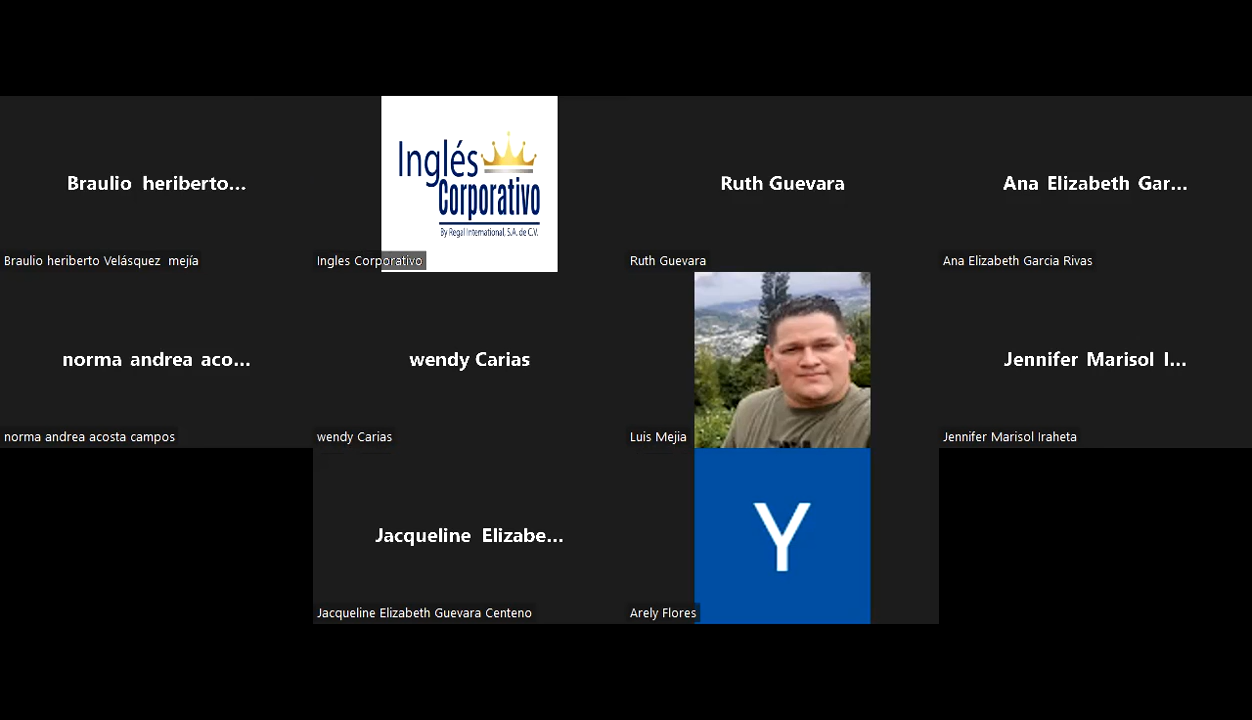 Braulio heriberto...
Braulio heriberto Velásquez mejía
Inglés
Corporativo
By Regal International, S.A. de C.V.
Ingles Corporativo
Ruth Guevara
Ruth Guevara
Ana Elizabeth Gar...
Ana Elizabeth Garcia Rivas
norma andrea aco...
norma andrea acosta campos
wendy Carias
wendy Carias
Luis Mejia
Jennifer Marisol I...
Jennifer Marisol Iraheta
Jacqueline Elizabe...
Jacqueline Elizabeth Guevara Centeno
Y
Arely Flores